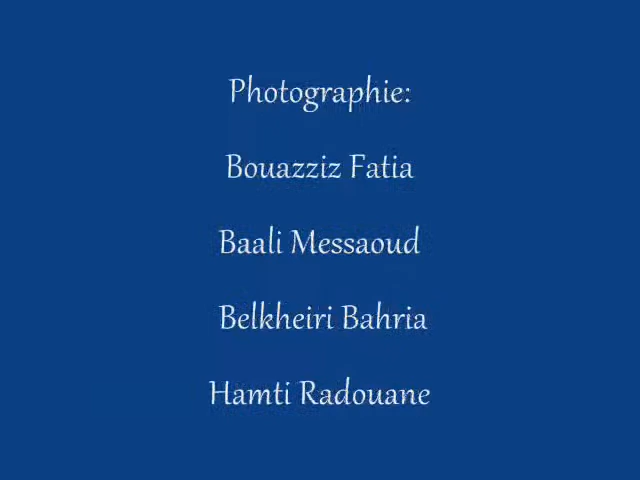 Photographie:
Bouazziz Fatia
Baali Messaoud
Belkheiri Bahria
Hamti Radouane